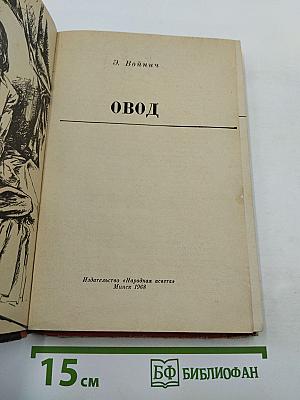 Э. Войнич
ОВОД
Издательство «Народная асвета»
Минск 1968
15 см
БФ БИБЛИОФАН